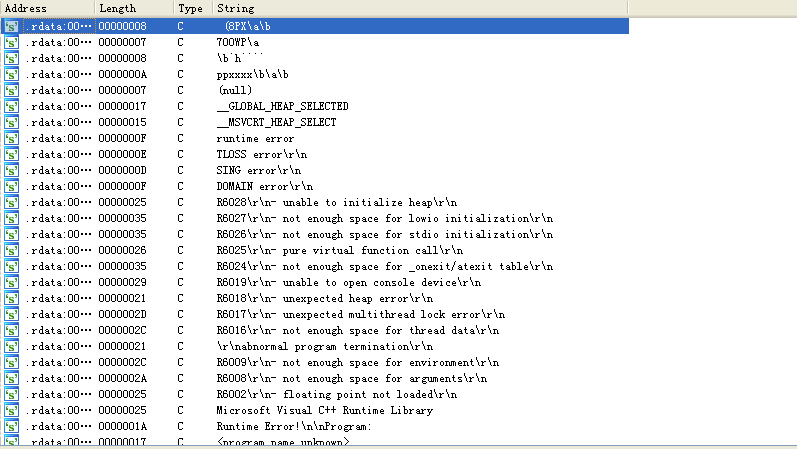 Address Length Type String
's' .rdata:00… 00000008 C (8PX\a\b
's' .rdata:00… 00000007 C 700WP\a
's' .rdata:00… 00000008 C \b`h````
's' .rdata:00… 0000000A C ppxxxx\b\a\b
's' .rdata:00… 00000007 C (null)
's' .rdata:00… 00000017 C __GLOBAL_HEAP_SELECTED
's' .rdata:00… 00000015 C __MSVCRT_HEAP_SELECT
's' .rdata:00… 0000000F C runtime error
's' .rdata:00… 0000000E C TLOSS error\r\n
's' .rdata:00… 0000000D C SING error\r\n
's' .rdata:00… 0000000F C DOMAIN error\r\n
's' .rdata:00… 00000025 C R6028\r\n- unable to initialize heap\r\n
's' .rdata:00… 00000035 C R6027\r\n- not enough space for lowio initialization\r\n
's' .rdata:00… 00000035 C R6026\r\n- not enough space for stdio initialization\r\n
's' .rdata:00… 00000026 C R6025\r\n- pure virtual function call\r\n
's' .rdata:00… 00000035 C R6024\r\n- not enough space for _onexit/atexit table\r\n
's' .rdata:00… 00000029 C R6019\r\n- unable to open console device\r\n
's' .rdata:00… 00000021 C R6018\r\n- unexpected heap error\r\n
's' .rdata:00… 0000002D C R6017\r\n- unexpected multithread lock error\r\n
's' .rdata:00… 0000002C C R6016\r\n- not enough space for thread data\r\n
's' .rdata:00… 00000021 C \r\nabnormal program termination\r\n
's' .rdata:00… 0000002C C R6009\r\n- not enough space for environment\r\n
's' .rdata:00… 0000002A C R6008\r\n- not enough space for arguments\r\n
's' .rdata:00… 00000025 C R6002\r\n- floating point not loaded\r\n
's' .rdata:00… 00000025 C Microsoft Visual C++ Runtime Library
's' .rdata:00… 0000001A C Runtime Error!\n\nProgram:
's' .rdata:00… 00000017 C <program name unknown>